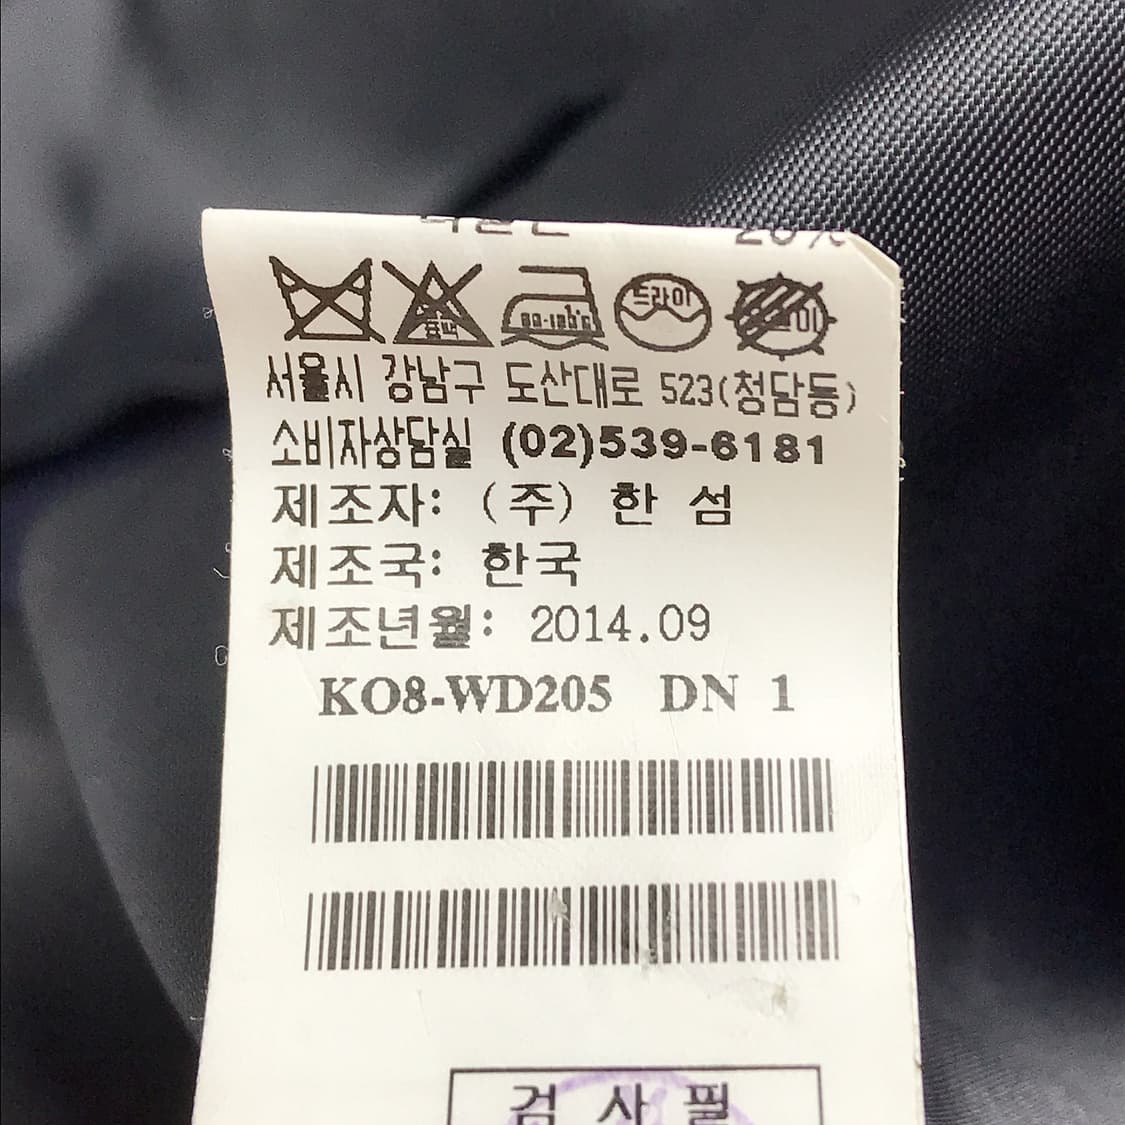 드라이
서울시 강남구 도산대로 523(청담동)
소비자상담실 (02)539-6181
제조자: (주) 한 섬
제조국: 한국
제조년월: 2014.09
KO8-WD205 DN 1
검 사 필